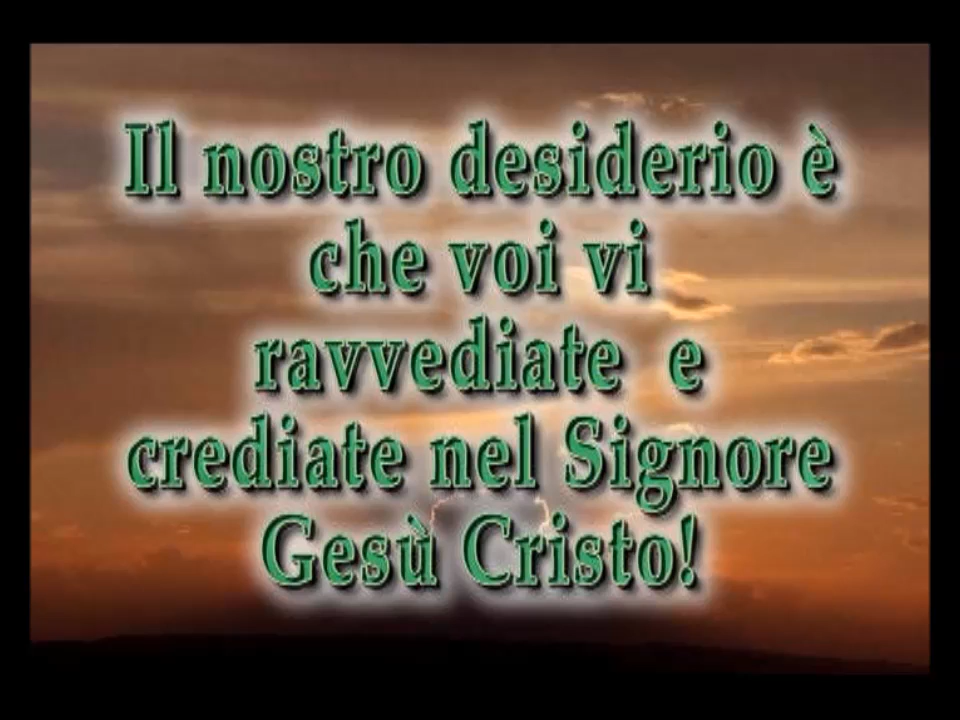 Il nostro desiderio è
che voi vi
ravvediate e
crediate nel Signore
Gesù Cristo!